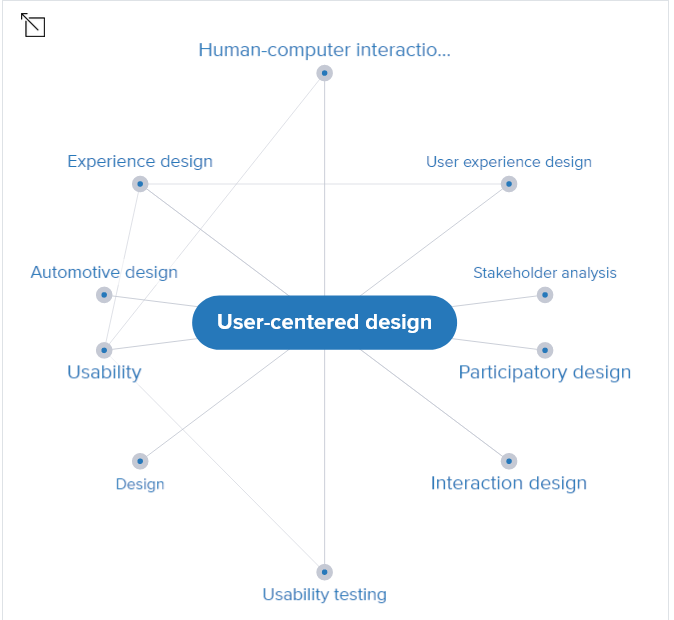 Human-computer interactio...
Experience design
User experience design
Automotive design
Stakeholder analysis
User-centered design
Usability
Participatory design
Design
Interaction design
Usability testing